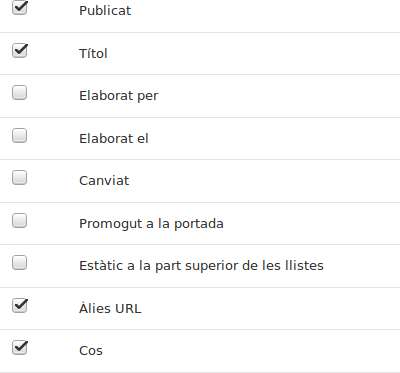 Publicat
Títol
Elaborat per
Elaborat el
Canviat
Promogut a la portada
Estàtic a la part superior de les llistes
Àlies URL
Cos